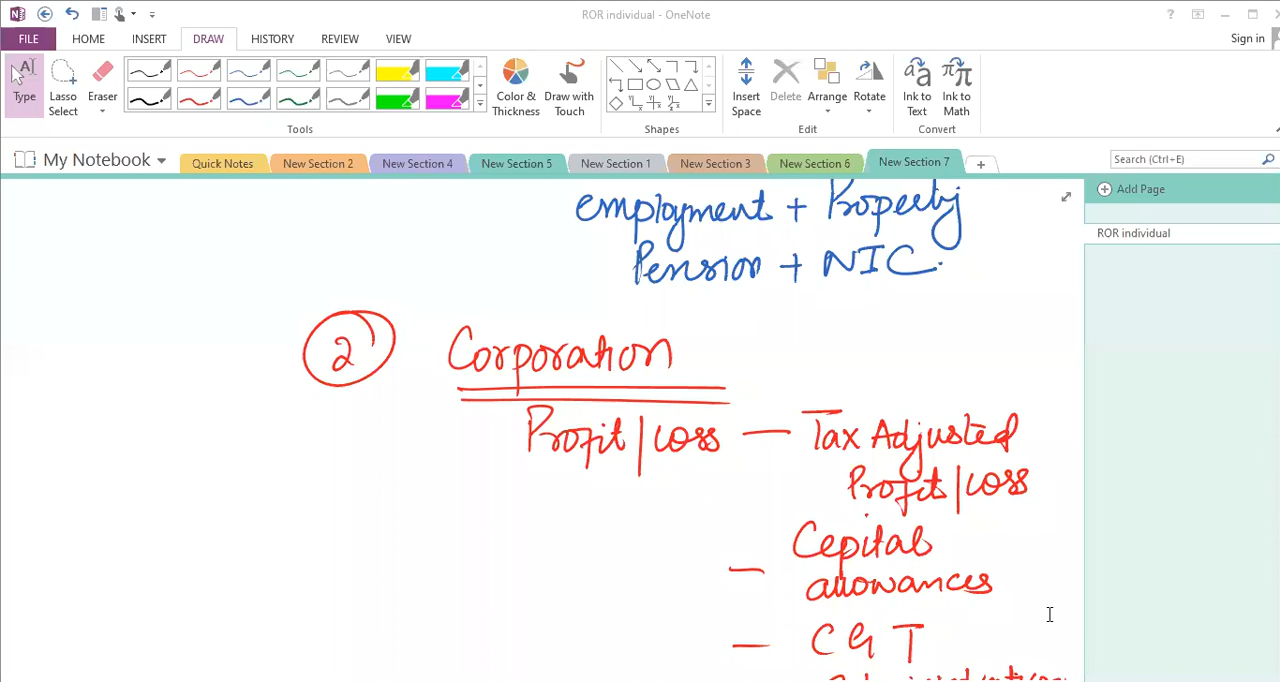 ROR individual - OneNote
?
Sign in
FILE HOME INSERT DRAW HISTORY REVIEW VIEW
Type
Lasso Select
Eraser
Color & Thickness
Draw with Touch
Insert Space
Delete
Arrange
Rotate
Ink to Text
Ink to Math
Tools
Shapes
Edit
Convert
My Notebook
Quick Notes New Section 2 New Section 4 New Section 5 New Section 1 New Section 3 New Section 6 New Section 7
Search (Ctrl+E)
Add Page
ROR individual
employment + Property
Pension + NIC
2 Corporation
Profit/Loss — Tax Adjusted
Profit/Loss
— Capital
allowances
— CGT